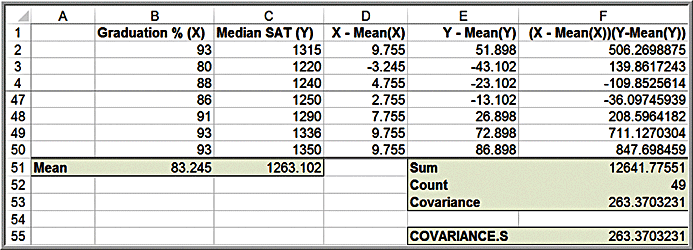 A B C D E F
1 Graduation % (X) Median SAT (Y) X - Mean(X) Y - Mean(Y) (X - Mean(X))(Y-Mean(Y))
2 93 1315 9.755 51.898 506.2698875
3 80 1220 -3.245 -43.102 139.8617243
4 88 1240 4.755 -23.102 -109.8525614
47 86 1250 2.755 -13.102 -36.09745939
48 91 1290 7.755 26.898 208.5964182
49 93 1336 9.755 72.898 711.1270304
50 93 1350 9.755 86.898 847.698459
51 Mean 83.245 1263.102 Sum 12641.77551
52 Count 49
53 Covariance 263.3703231
54
55 COVARIANCE.S 263.3703231